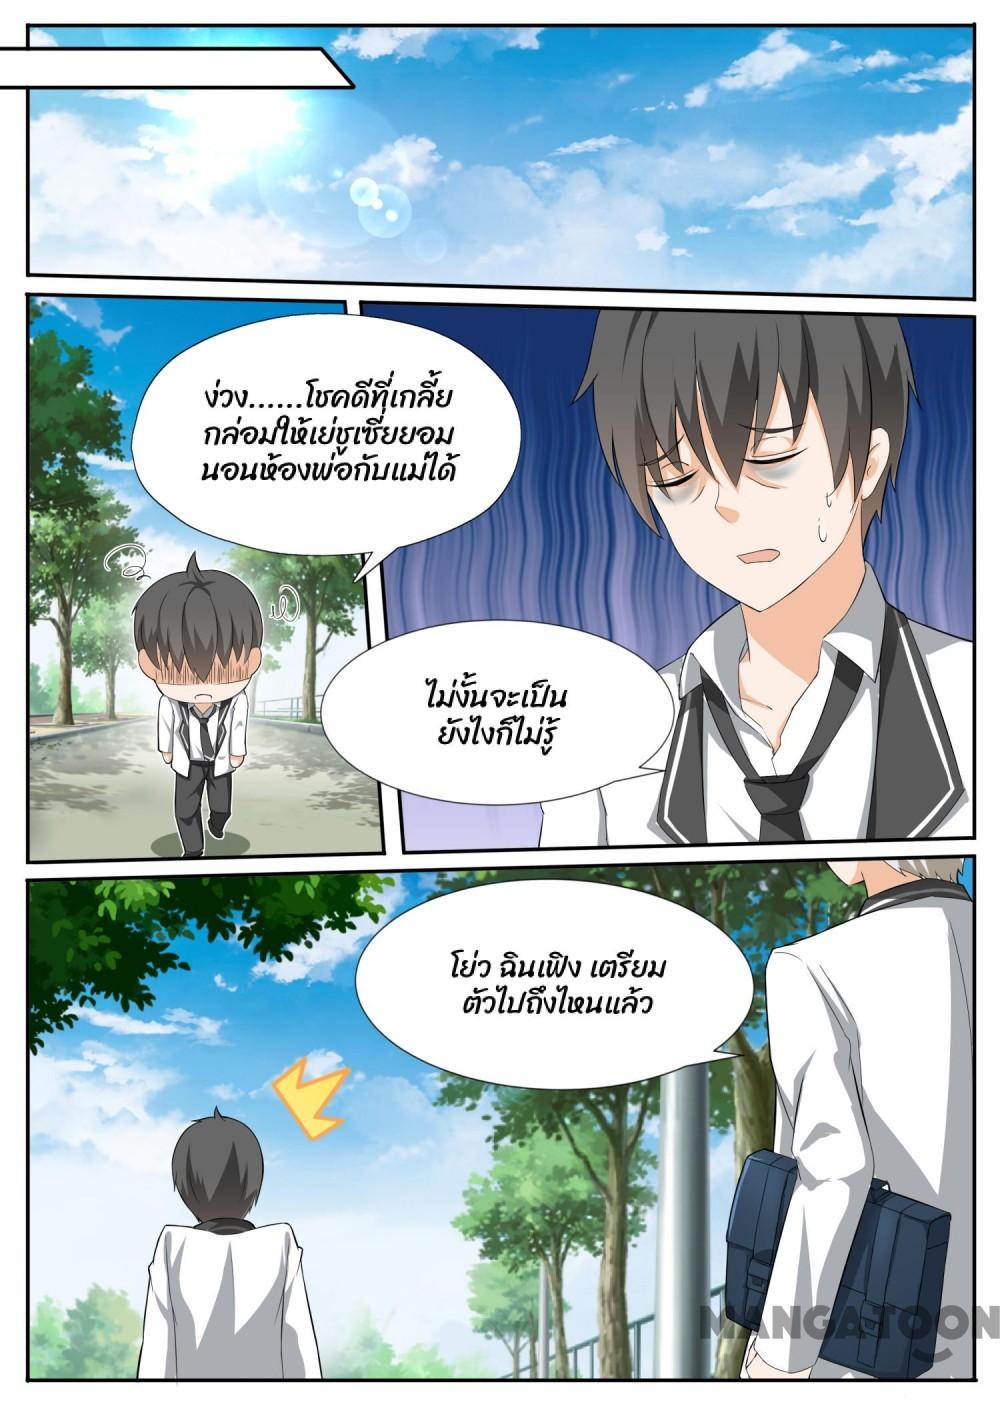 ง่วง......โชคดีที่เกลี้ย
กล่อมให้เย่ชูเซี่ยยอม
นอนห้องพ่อกับแม่ได้
ไม่งั้นจะเป็น
ยังไงก็ไม่รู้
โย่ว ฉินเฟิง เตรียม
ตัวไปถึงไหนแล้ว
MANGATOON